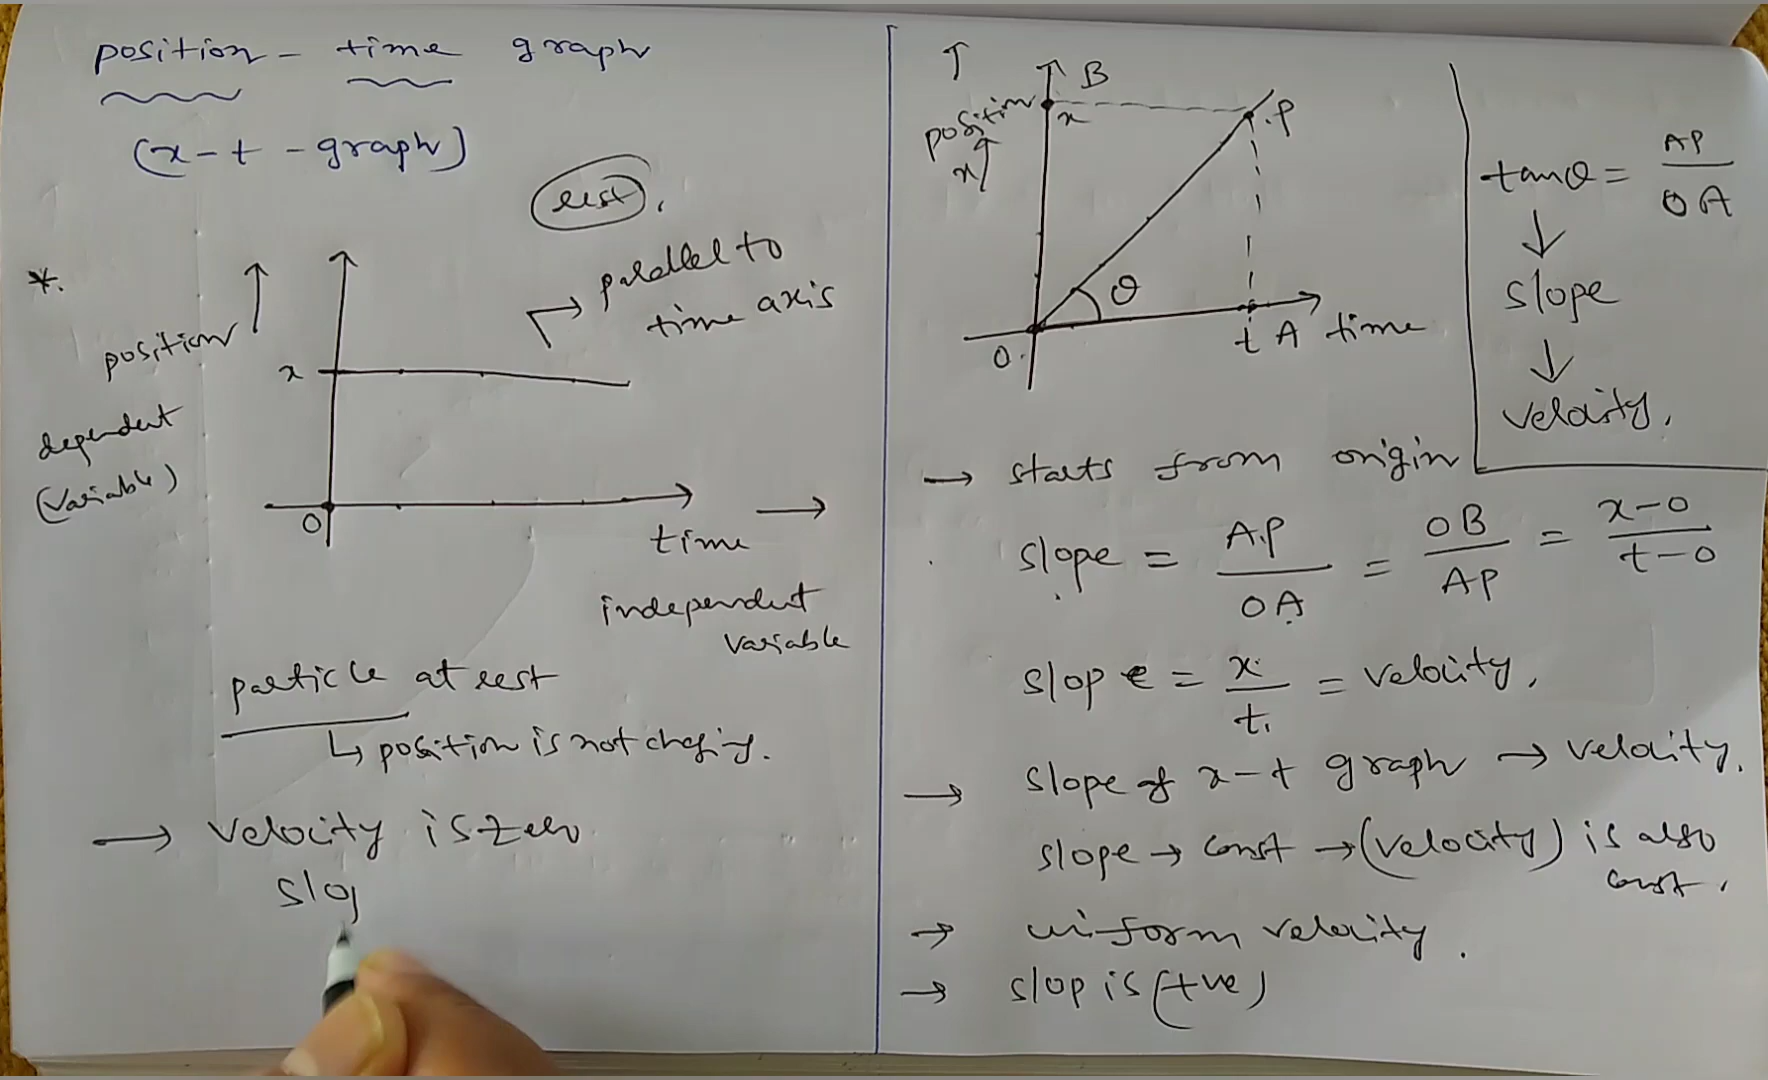 position - time graph
(x-t - graph)
rest.
parallel to
time axis
*.
position
x
dependent
(variable)
O
time
independent
variable
particle at rest
position is not changing.
→ velocity is zero
slop
position
x
B
x
P
θ
O
t A time
tanθ = AP / OA
↓
slope
↓
velocity.
→ starts from origin
slope = AP / OA = OB / AP = x-0 / t-0
slope = x / t = velocity.
→ slope of x-t graph → velocity.
slope → const → (velocity) is also
const.
→ uniform velocity.
→ slop is (+ve)